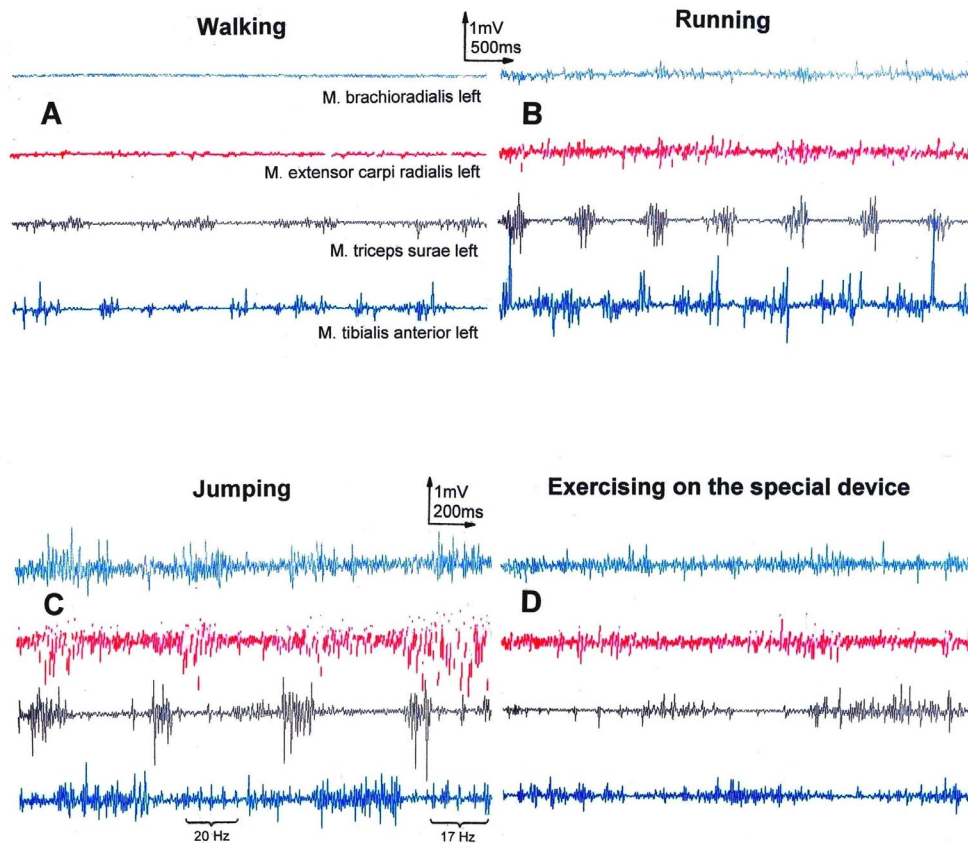 Walking
1mV
500ms
Running
M. brachioradialis left
A
B
M. extensor carpi radialis left
M. triceps surae left
M. tibialis anterior left
Jumping
1mV
200ms
Exercising on the special device
C
D
20 Hz
17 Hz